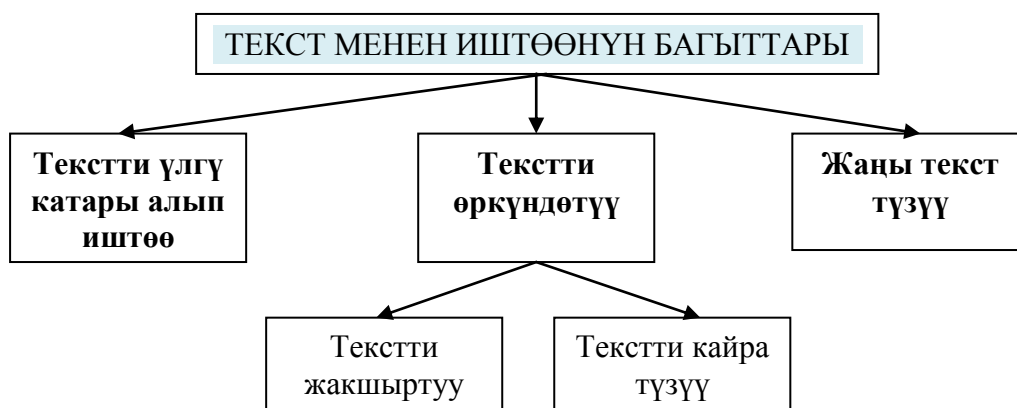 ТЕКСТ МЕНЕН ИШТӨӨНҮН БАГЫТТАРЫ
Текстти үлгү
катары алып
иштөө
Текстти
өркүндөтүү
Жаңы текст
түзүү
Текстти
жакшыртуу
Текстти кайра
түзүү